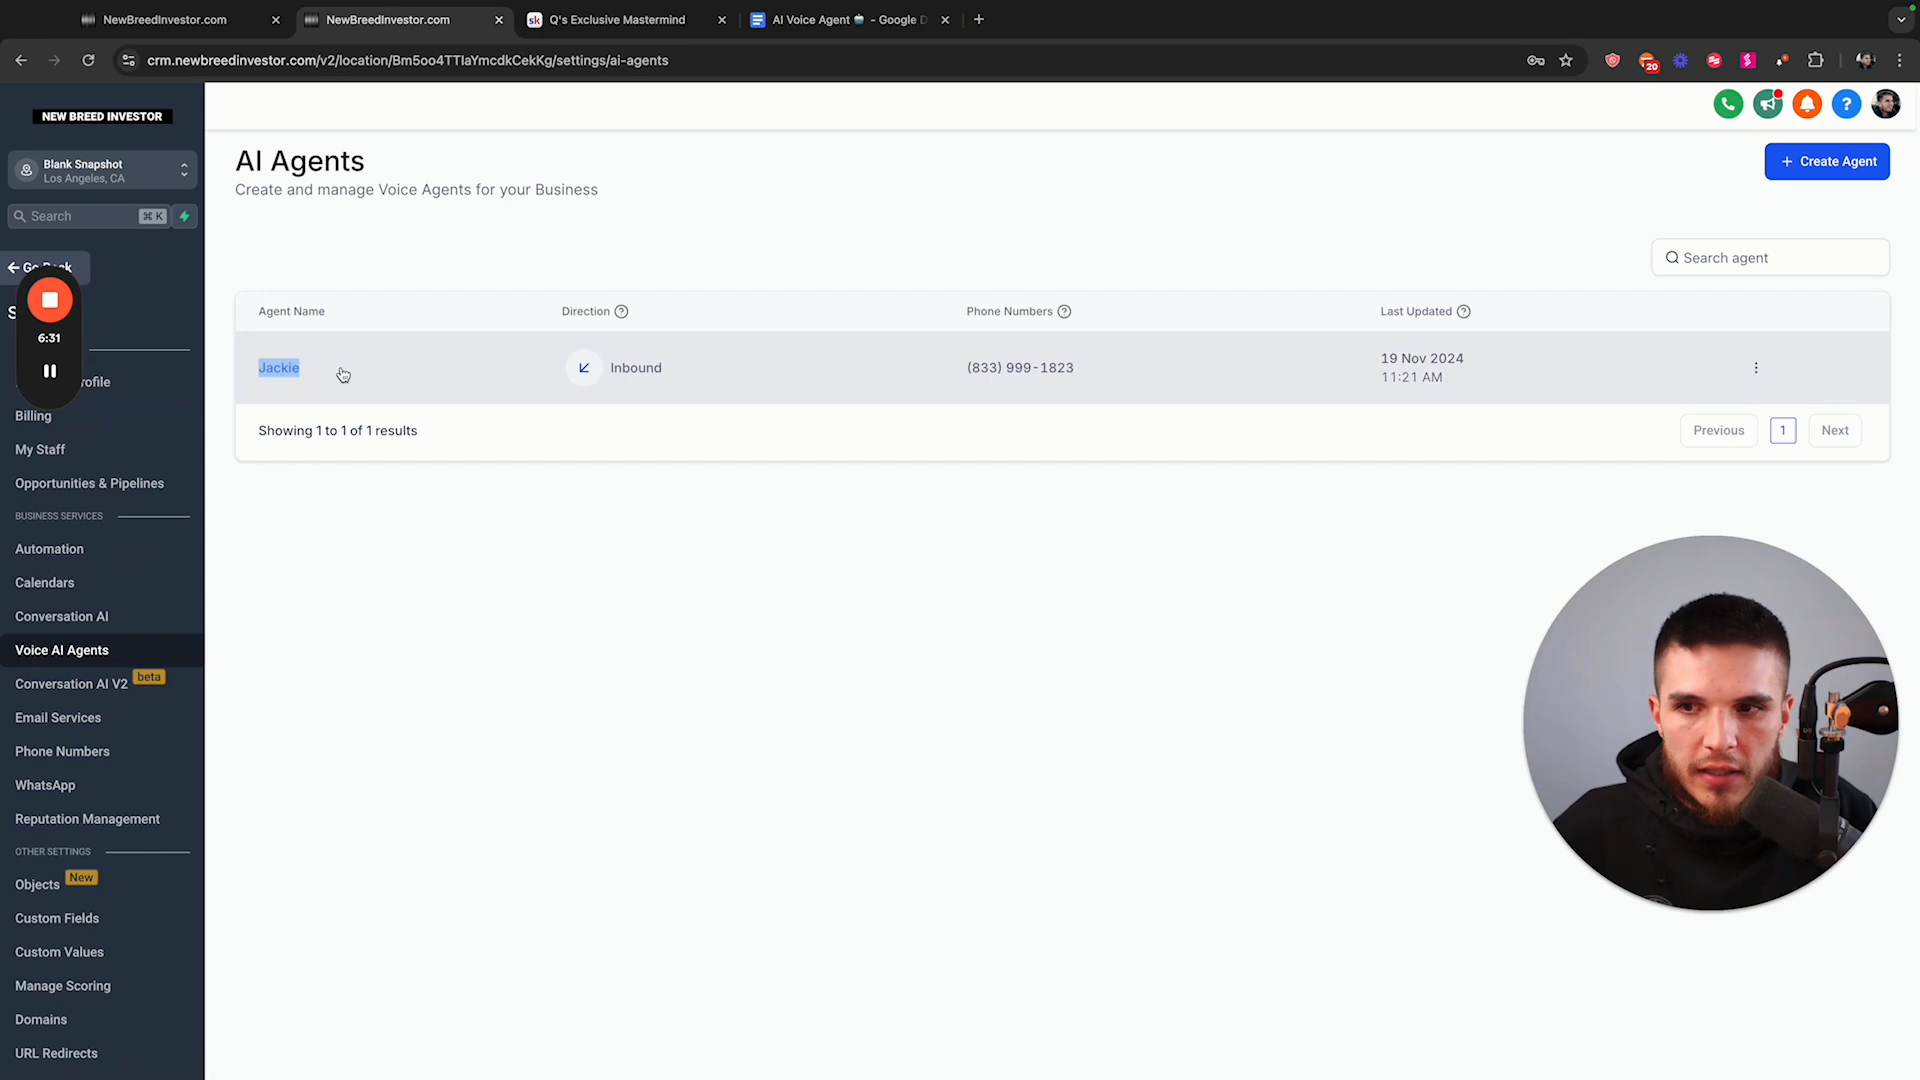 NewBreedInvestor.com
NewBreedInvestor.com
sk Q's Exclusive Mastermind
AI Voice Agent - Google D
crm.newbreedinvestor.com/v2/location/Bm5oo4TTlaYmcdkCekKg/settings/ai-agents
20
NEW BREED INVESTOR
Blank Snapshot
Los Angeles, CA
Search ⌘ K
Go Back
6:31
Billing
My Staff
Opportunities & Pipelines
BUSINESS SERVICES
Automation
Calendars
Conversation AI
Voice AI Agents
Conversation AI V2 beta
Email Services
Phone Numbers
WhatsApp
Reputation Management
OTHER SETTINGS
Objects New
Custom Fields
Custom Values
Manage Scoring
Domains
URL Redirects
AI Agents
Create and manage Voice Agents for your Business
+ Create Agent
Search agent
Agent Name Direction ? Phone Numbers ? Last Updated ?
Jackie Inbound (833) 999-1823 19 Nov 2024
11:21 AM
Showing 1 to 1 of 1 results
Previous 1 Next